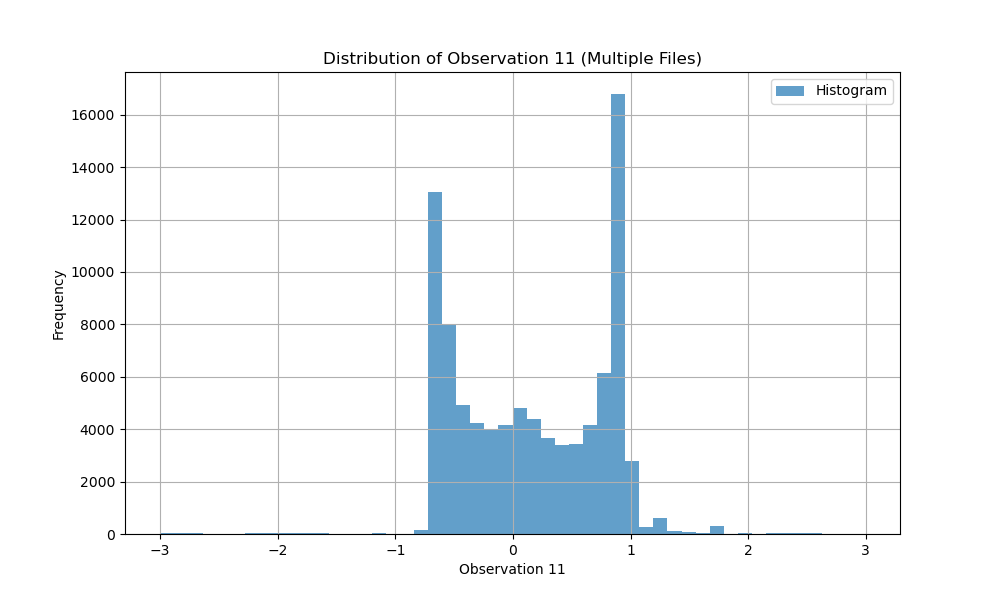 Distribution of Observation 11 (Multiple Files)
Histogram
16000
14000
12000
10000
8000
6000
4000
2000
0
Frequency
−3 −2 −1 0 1 2 3
Observation 11